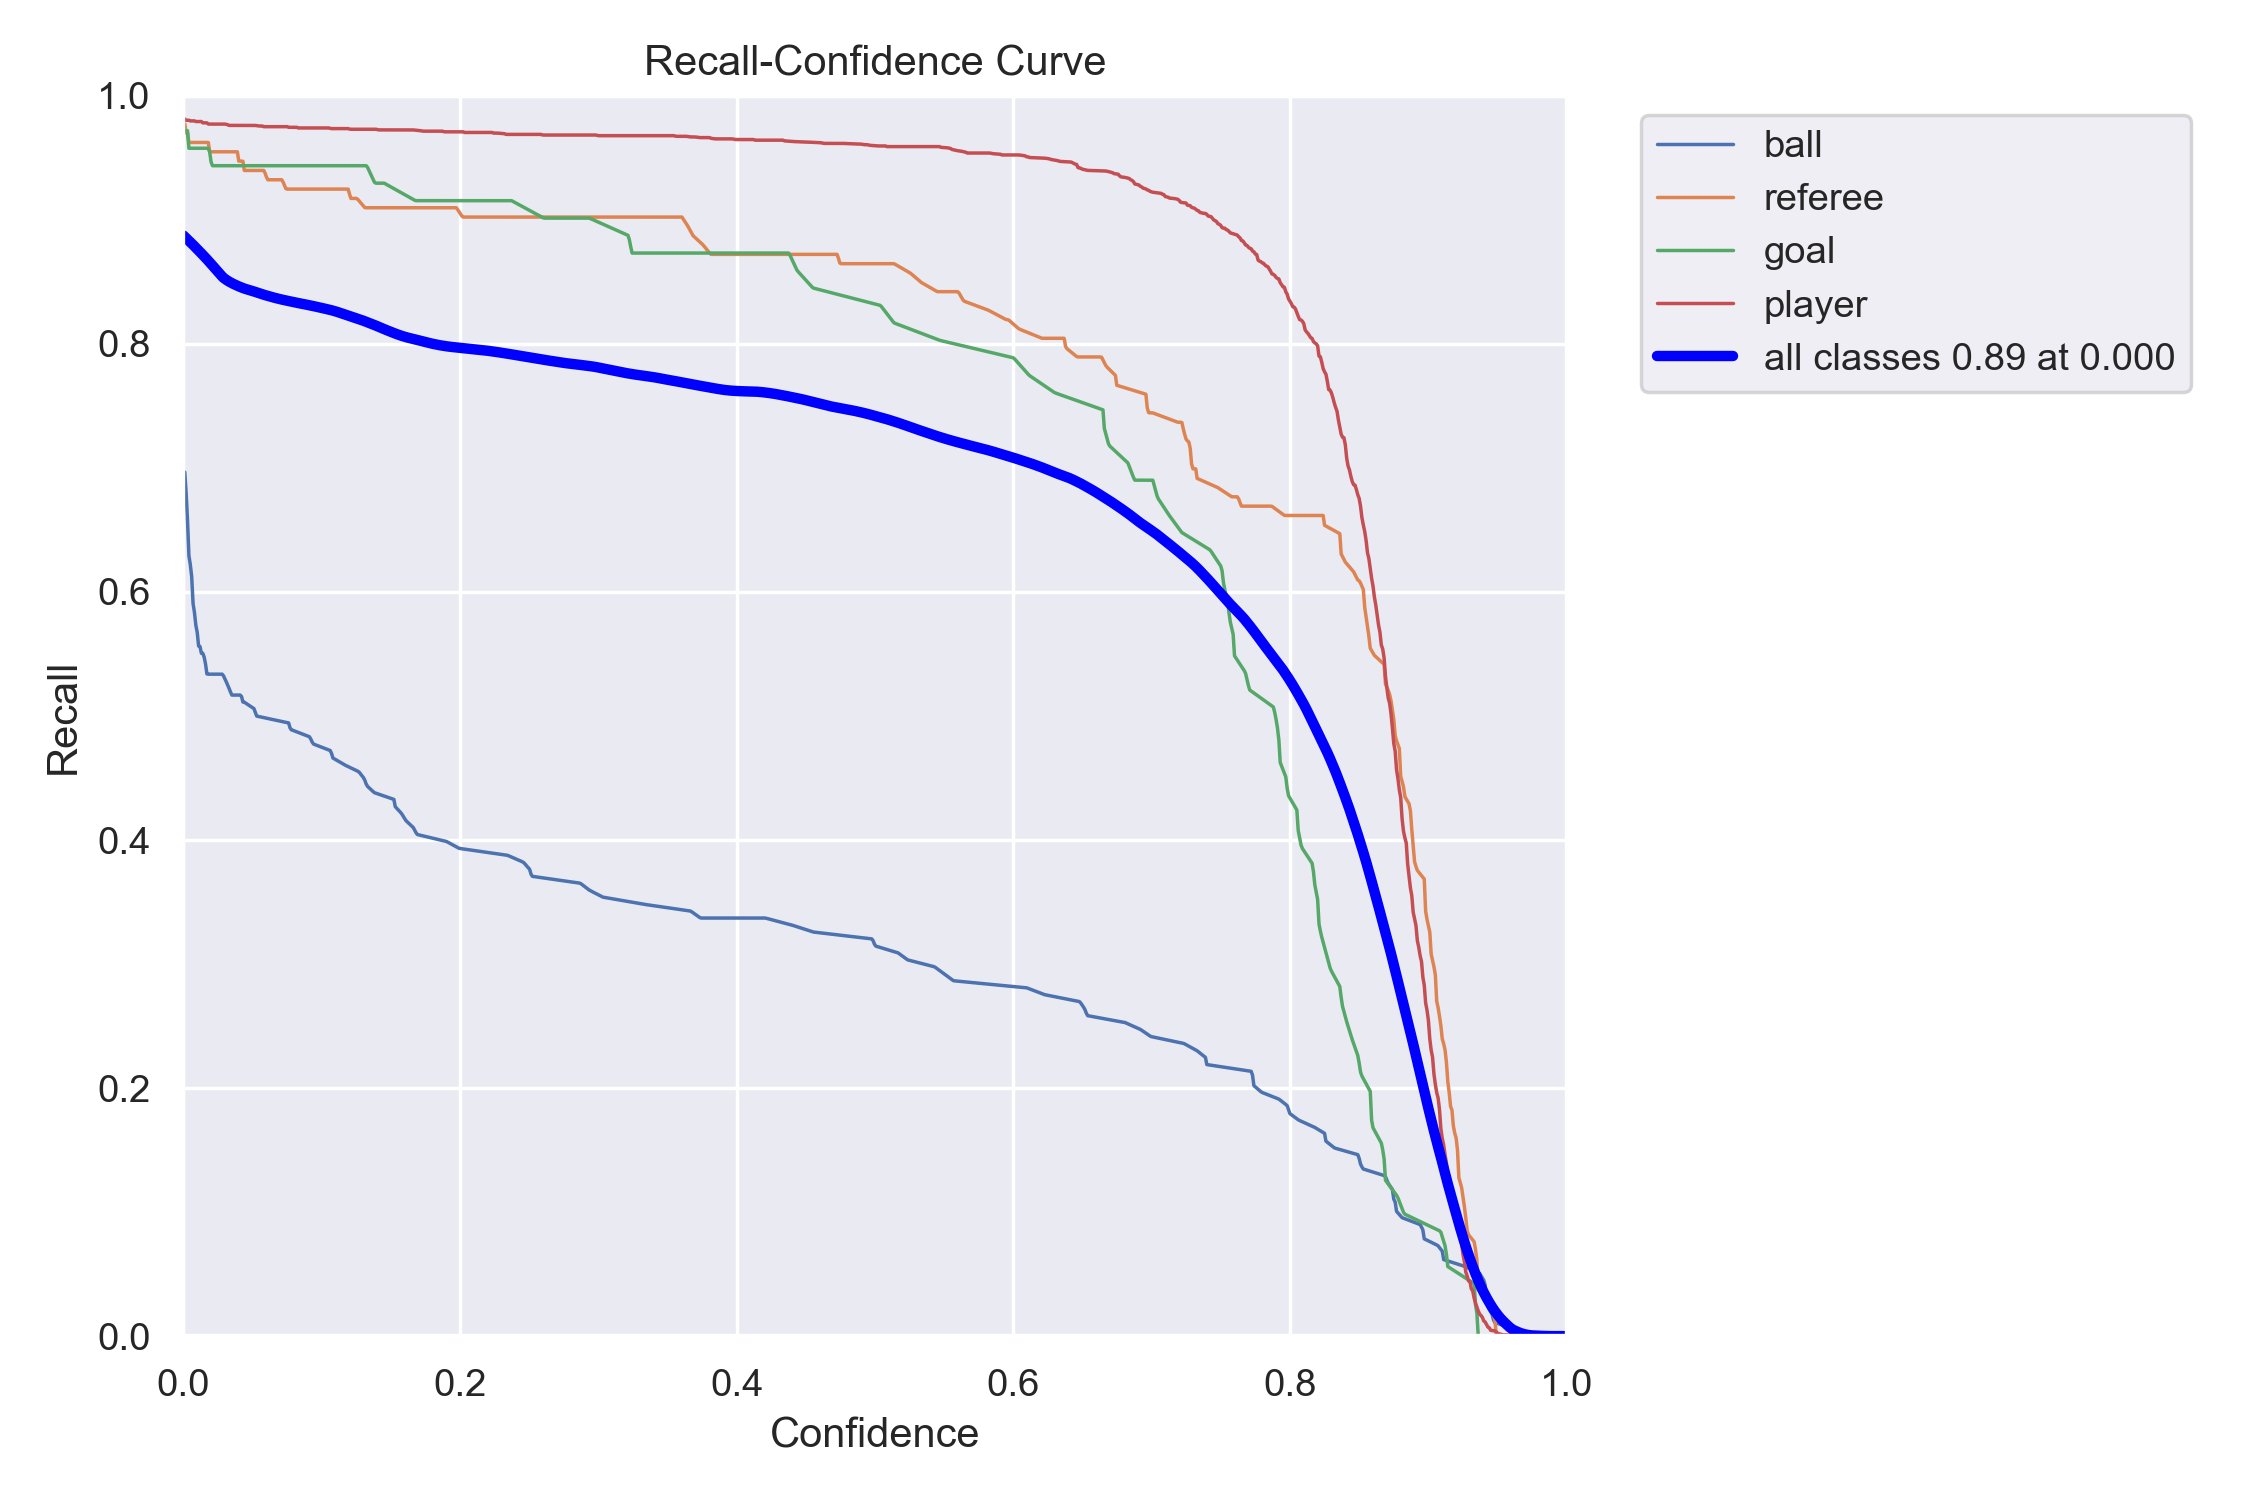 Recall-Confidence Curve
1.0
0.8
0.6
0.4
0.2
0.0
Recall
0.0 0.2 0.4 0.6 0.8 1.0
Confidence
ball
referee
goal
player
all classes 0.89 at 0.000